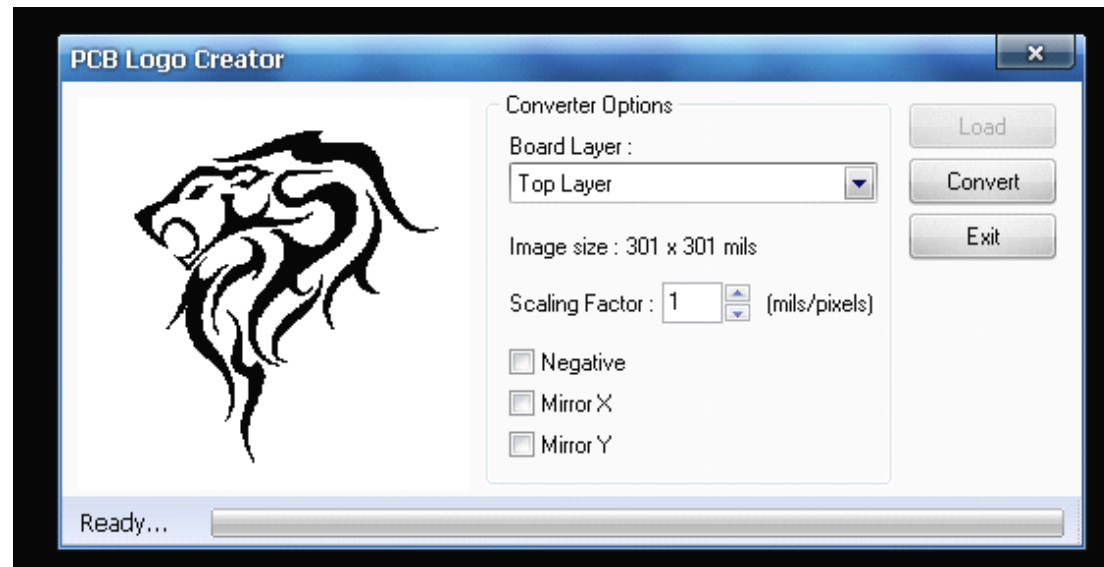 PCB Logo Creator
Converter Options
Board Layer :
Top Layer
Image size : 301 x 301 mils
Scaling Factor : 1 (mils/pixels)
Negative
Mirror X
Mirror Y
Load
Convert
Exit
Ready...